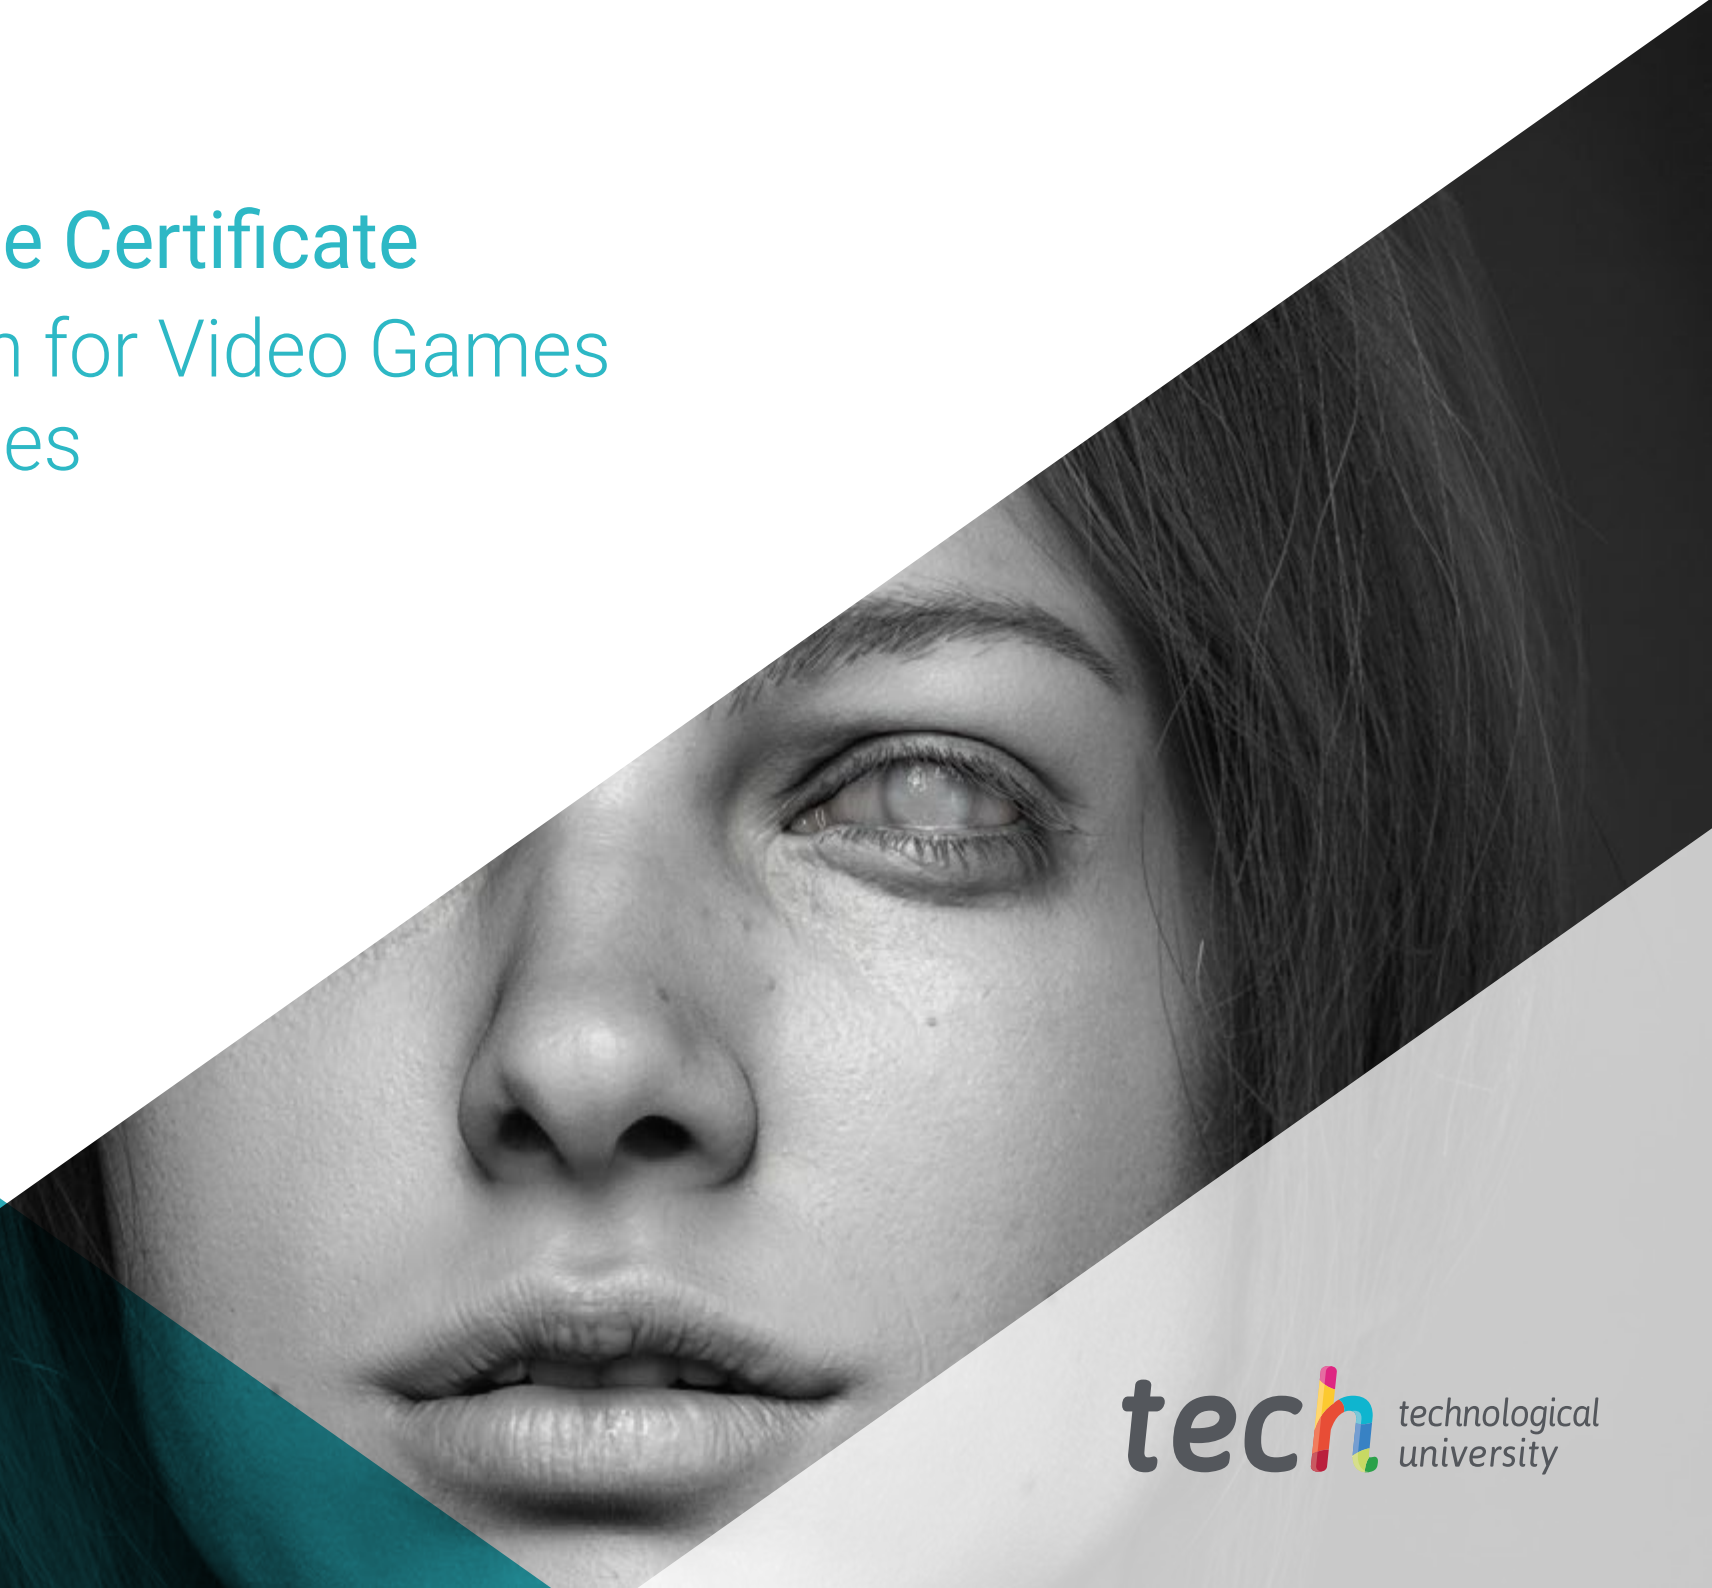 e Certificate
n for Video Games
es
tech technological
university